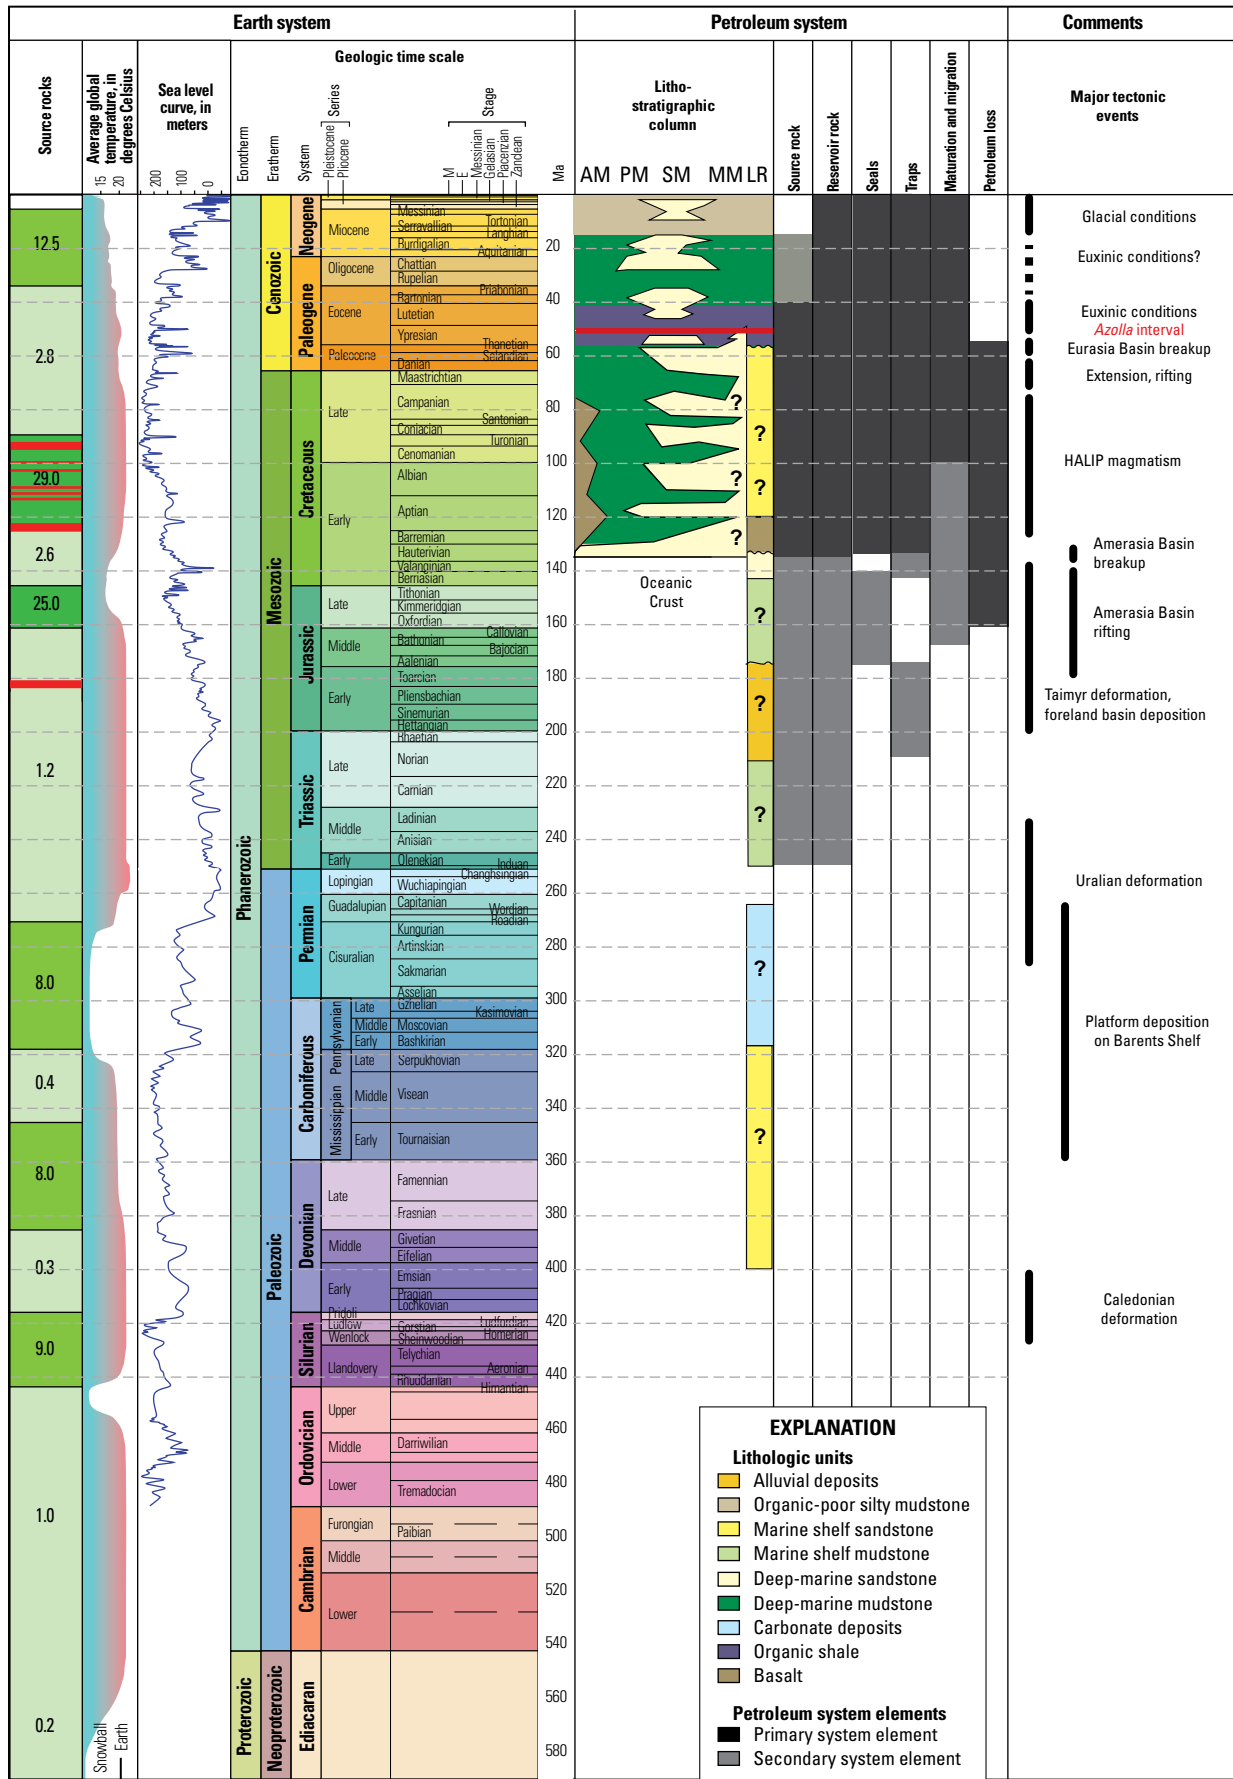 Earth system
Petroleum system
Comments
Source rocks
Average global
temperature, in
degrees Celsius
15
20
Sea level
curve, in
meters
200
100
0
Geologic time scale
Eonotherm
Eratherm
System
Series
Pleistocene
Pliocene
Stage
M
E
Messinian
Gelasian
Piacenzian
Zandean
Ma
Litho-
stratigraphic
column
AM PM SM MM LR
Source rock
Reservoir rock
Seals
Traps
Maturation and migration
Petroleum loss
Major tectonic
events
12.5
2.8
29.0
2.6
25.0
1.2
8.0
0.4
8.0
0.3
9.0
1.0
0.2
Snowball
Earth
Phanerozoic
Proterozoic
Cenozoic
Mesozoic
Paleozoic
Neoproterozoic
Neogene
Paleogene
Cretaceous
Jurassic
Triassic
Permian
Carboniferous
Devonian
Silurian
Ordovician
Cambrian
Ediacaran
Miocene
Oligocene
Eocene
Paleocene
Late
Early
Late
Middle
Early
Late
Middle
Early
Lopingian
Guadalupian
Cisuralian
Pennsylvanian
Late
Middle
Early
Mississippian
Late
Middle
Early
Late
Middle
Early
Pridoli
Ludlow
Wenlock
Llandovery
Upper
Middle
Lower
Furongian
Middle
Lower
Messinian
Tortonian
Serravallian
Langhian
Burdigalian
Aquitanian
Chattian
Rupelian
Priabonian
Bartonian
Lutetian
Ypresian
Thanetian
Selandian
Danian
Maastrichtian
Campanian
Santonian
Coniacian
Turonian
Cenomanian
Albian
Aptian
Barremian
Hauterivian
Valanginian
Berriasian
Tithonian
Kimmeridgian
Oxfordian
Callovian
Bathonian
Bajocian
Aalenian
Toarcian
Pliensbachian
Sinemurian
Hettangian
Rhaetian
Norian
Carnian
Ladinian
Anisian
Olenekian
Induan
Changhsingian
Wuchiapingian
Capitanian
Wordian
Roadian
Kungurian
Artinskian
Sakmarian
Asselian
Gzhelian
Kasimovian
Moscovian
Bashkirian
Serpukhovian
Visean
Tournaisian
Famennian
Frasnian
Givetian
Eifelian
Emsian
Pragian
Lochkovian
Ludfordian
Gorstian
Homerian
Sheinwoodian
Telychian
Aeronian
Rhuddanian
Hirnantian
Darriwilian
Tremadocian
Paibian
20
40
60
80
100
120
140
160
180
200
220
240
260
280
300
320
340
360
380
400
420
440
460
480
500
520
540
560
580
?
?
?
?
?
Oceanic
Crust
?
?
?
?
?
Glacial conditions
Euxinic conditions?
Euxinic conditions
Azolla interval
Eurasia Basin breakup
Extension, rifting
HALIP magmatism
Amerasia Basin
breakup
Amerasia Basin
rifting
Taimyr deformation,
foreland basin deposition
Uralian deformation
Platform deposition
on Barents Shelf
Caledonian
deformation
EXPLANATION
Lithologic units
Alluvial deposits
Organic-poor silty mudstone
Marine shelf sandstone
Marine shelf mudstone
Deep-marine sandstone
Deep-marine mudstone
Carbonate deposits
Organic shale
Basalt
Petroleum system elements
Primary system element
Secondary system element